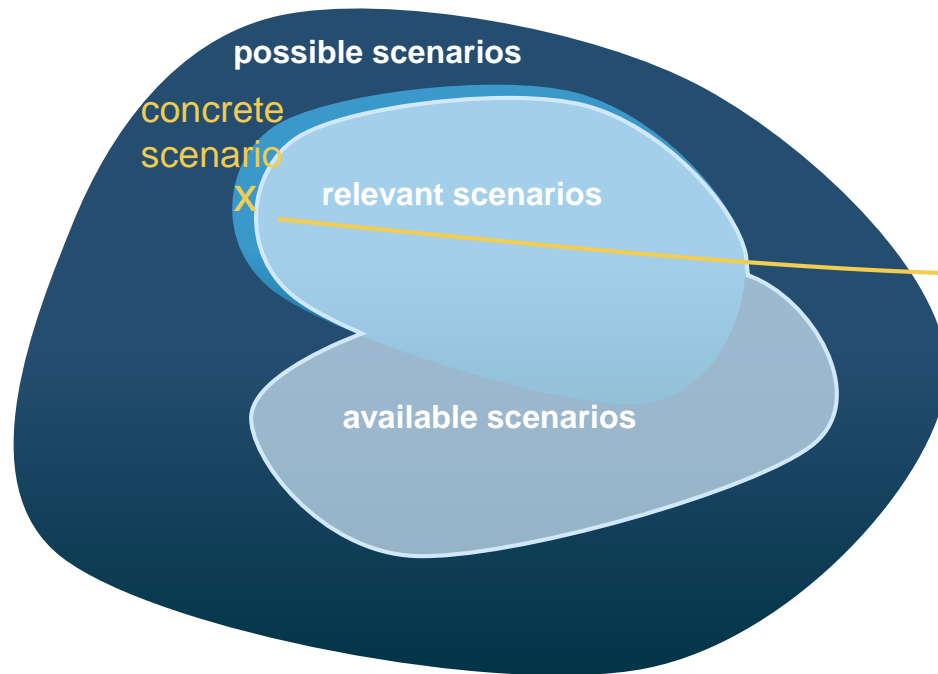 possible scenarios
concrete
scenario
x
relevant scenarios
available scenarios